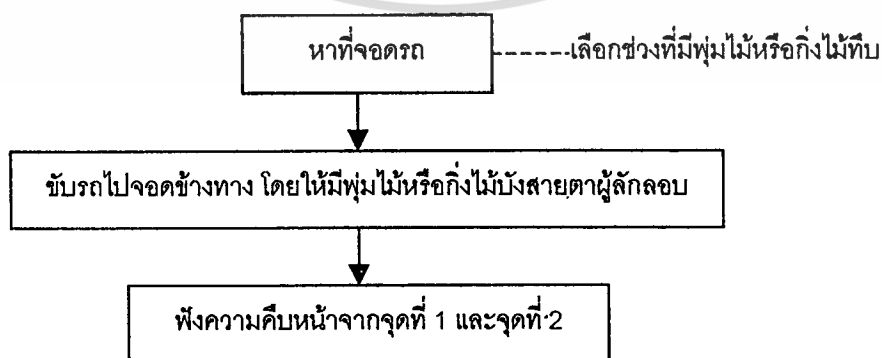 หาที่จอดรถ
เลือกช่วงที่มีพุ่มไม้หรือกิ่งไม้ทึบ
ขับรถไปจอดข้างทาง โดยให้มีพุ่มไม้หรือกิ่งไม้บังสายตาผู้ลักลอบ
ฟังความคืบหน้าจากจุดที่ 1 และจุดที่ 2